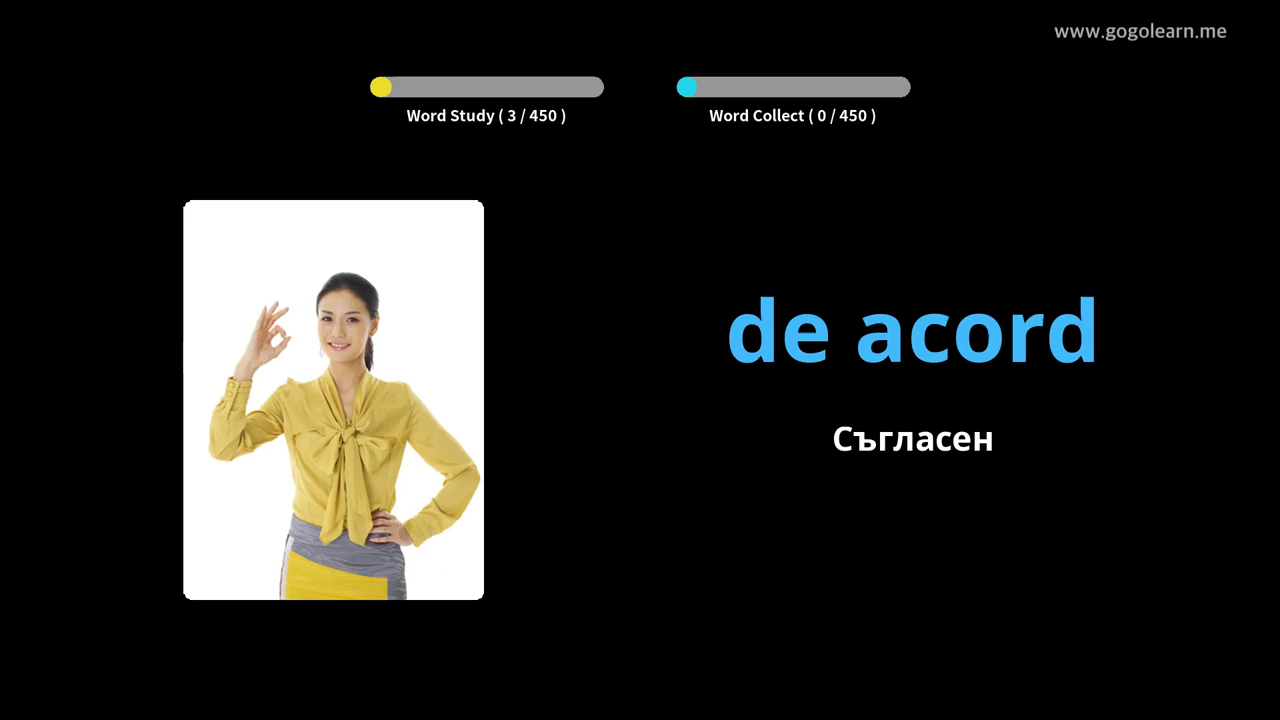 www.gogolearn.me
Word Study ( 3 / 450 )
Word Collect ( 0 / 450 )
de acord
Съгласен